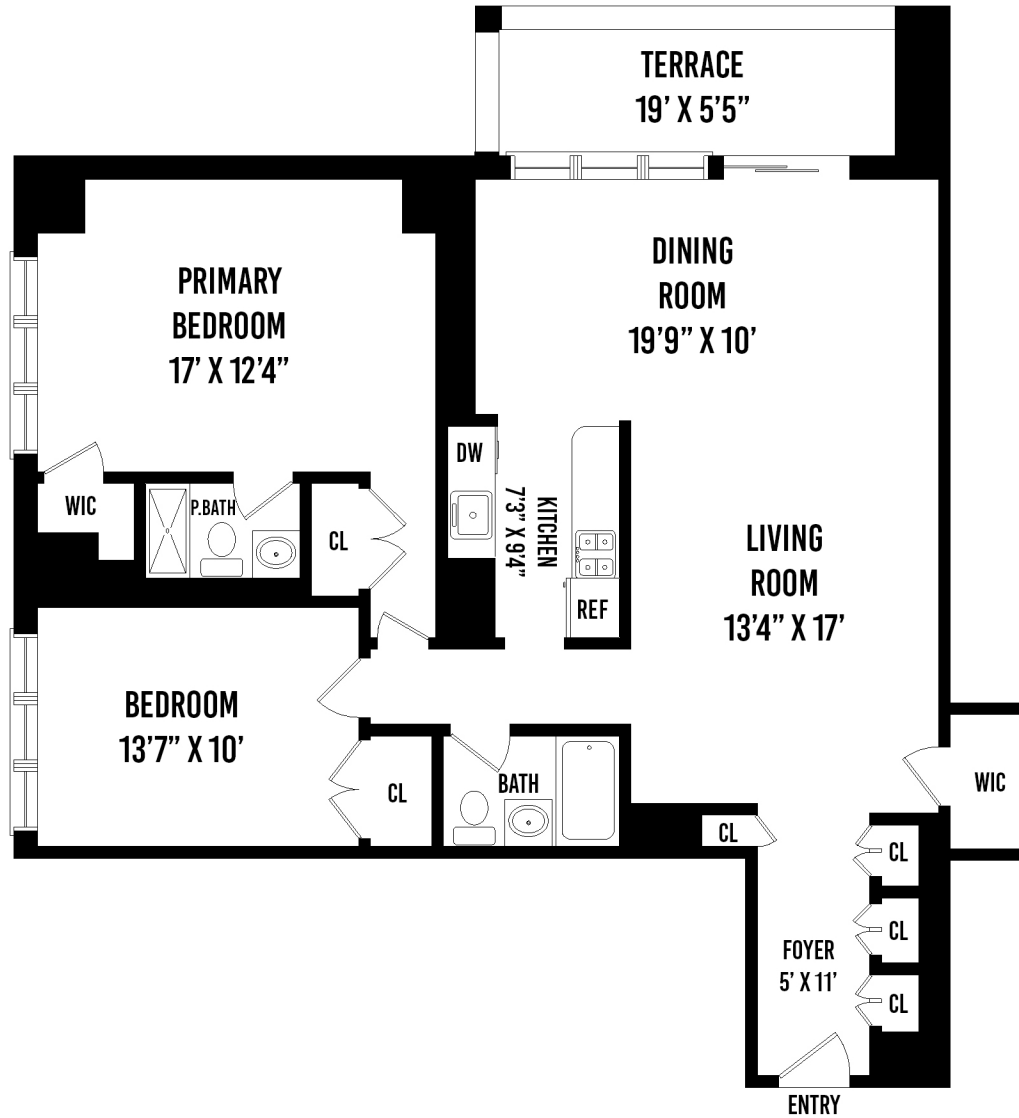 TERRACE
19' X 5'5"
DINING
ROOM
19'9" X 10'
PRIMARY
BEDROOM
17' X 12'4"
DW
KITCHEN
7'3" X 9'4"
WIC
P.BATH
CL
REF
LIVING
ROOM
13'4" X 17'
BEDROOM
13'7" X 10'
CL
BATH
WIC
CL
CL
CL
CL
FOYER
5' X 11'
ENTRY